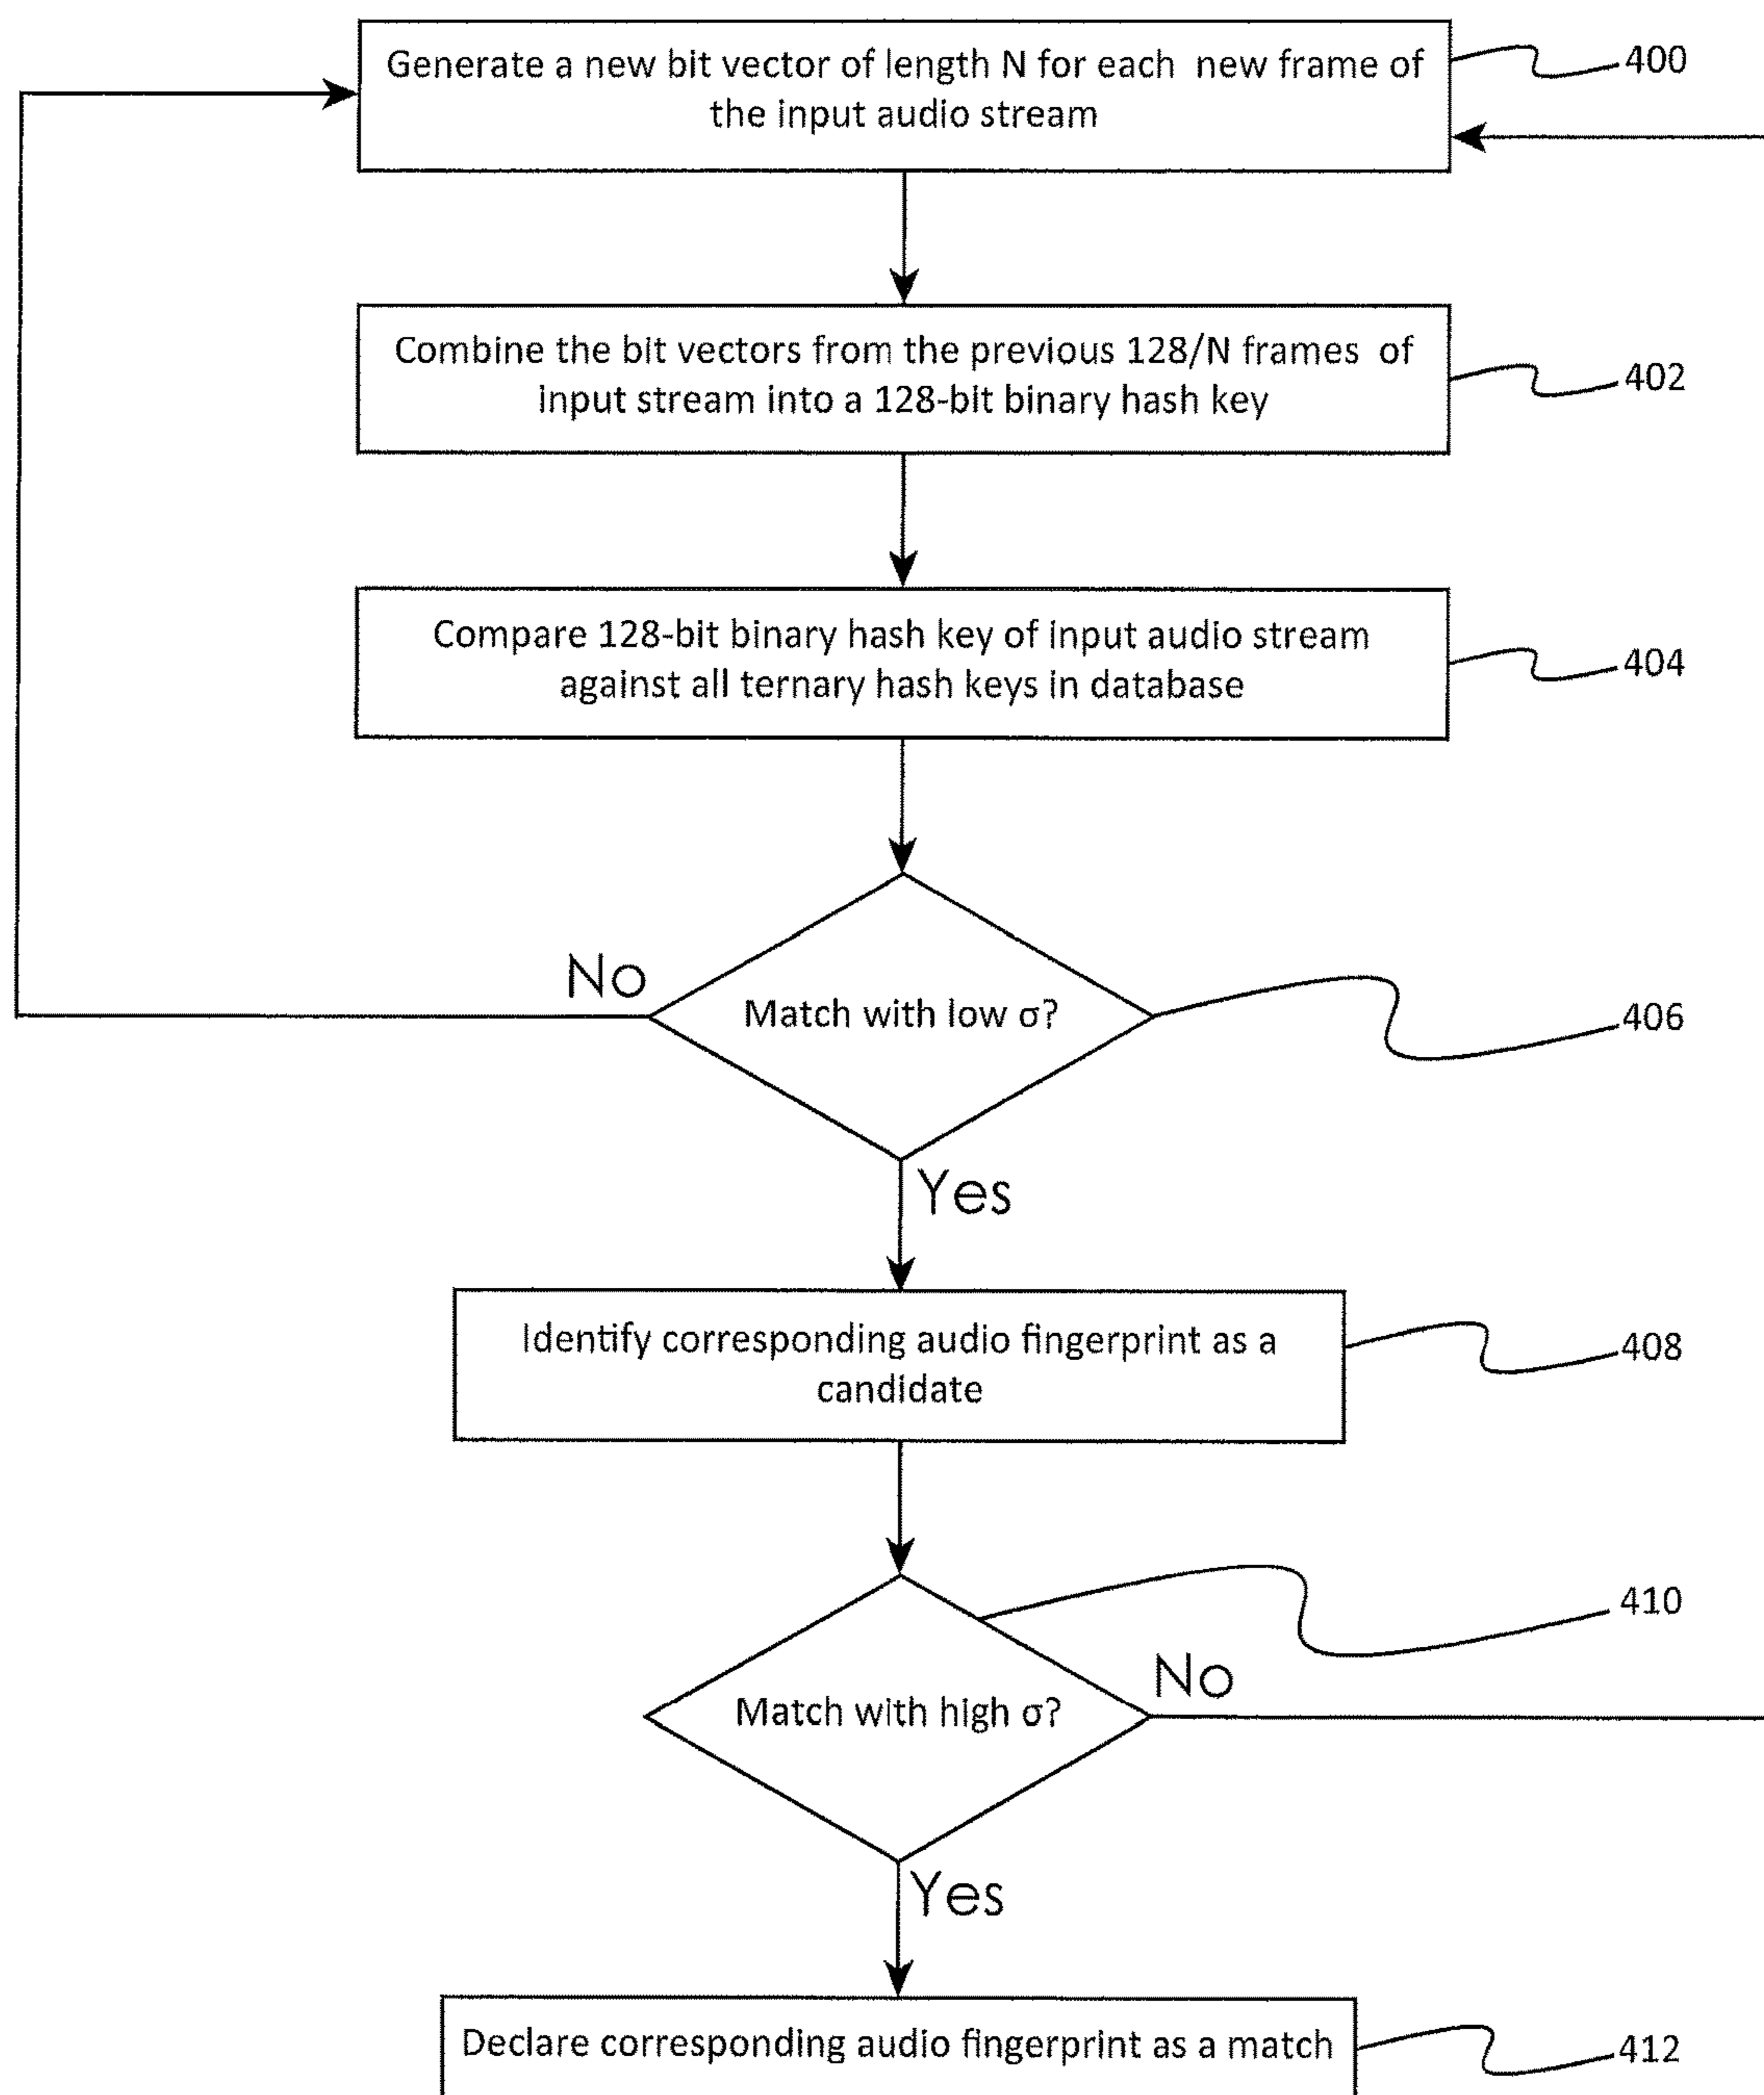 Generate a new bit vector of length N for each new frame of
the input audio stream
400
Combine the bit vectors from the previous 128/N frames of
input stream into a 128-bit binary hash key
402
Compare 128-bit binary hash key of input audio stream
against all ternary hash keys in database
404
No
Match with low σ?
406
Yes
Identify corresponding audio fingerprint as a
candidate
408
410
No
Match with high σ?
Yes
Declare corresponding audio fingerprint as a match
412